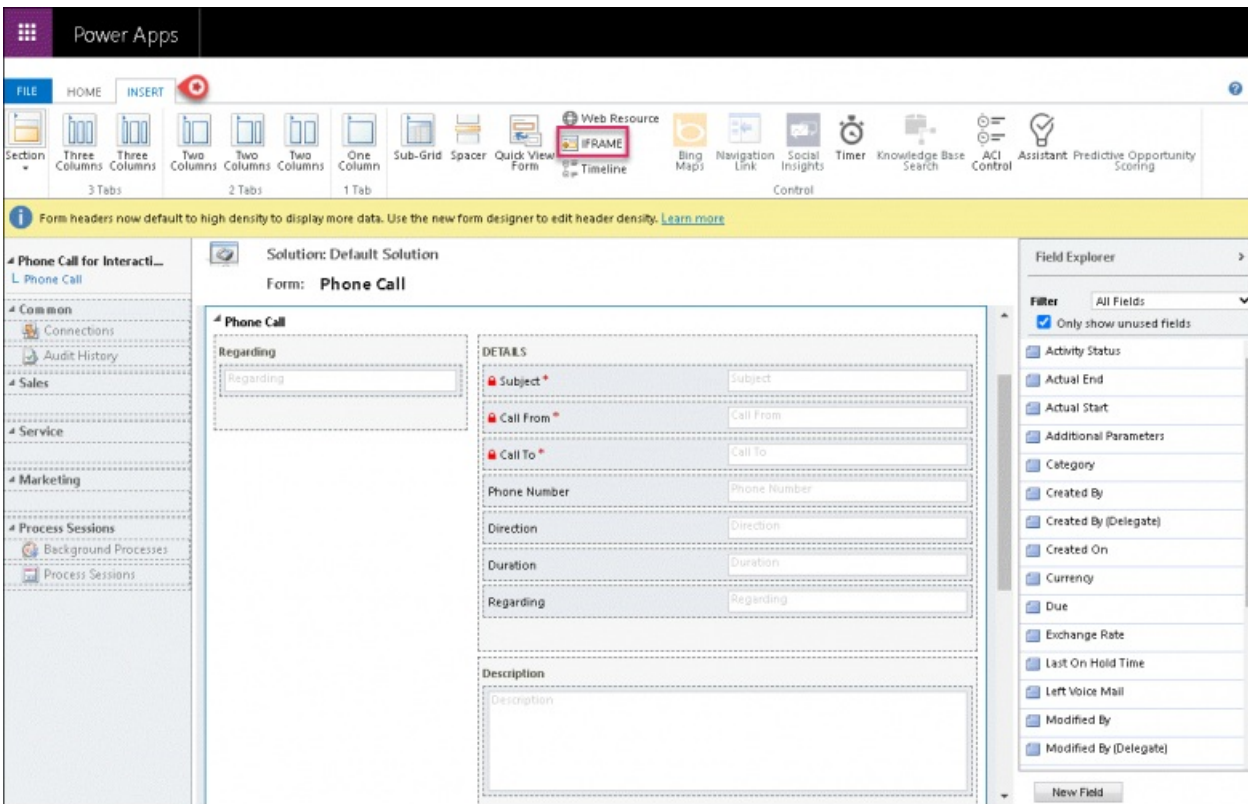 Power Apps
FILE HOME INSERT
Section
Three Columns
Three Columns
Two Columns
Two Columns
Two Columns
One Column
Sub-Grid
Spacer
Quick View Form
Web Resource
IFRAME
Timeline
Bing Maps
Navigation Link
Social Insights
Timer
Knowledge Base Search
ACI Control
Assistant
Predictive Opportunity Scoring
3 Tabs
2 Tabs
1 Tab
Control
Form headers now default to high density to display more data. Use the new form designer to edit header density. Learn more
Phone Call for Interacti...
Phone Call
Common
Connections
Audit History
Sales
Service
Marketing
Process Sessions
Background Processes
Process Sessions
Solution: Default Solution
Form: Phone Call
Phone Call
Regarding
Regarding
DETAILS
Subject * Subject
Call From * Call From
Call To * Call To
Phone Number Phone Number
Direction Direction
Duration Duration
Regarding Regarding
Description
Description
Field Explorer
Filter All Fields
Only show unused fields
Activity Status
Actual End
Actual Start
Additional Parameters
Category
Created By
Created By (Delegate)
Created On
Currency
Due
Exchange Rate
Last On Hold Time
Left Voice Mail
Modified By
Modified By (Delegate)
New Field